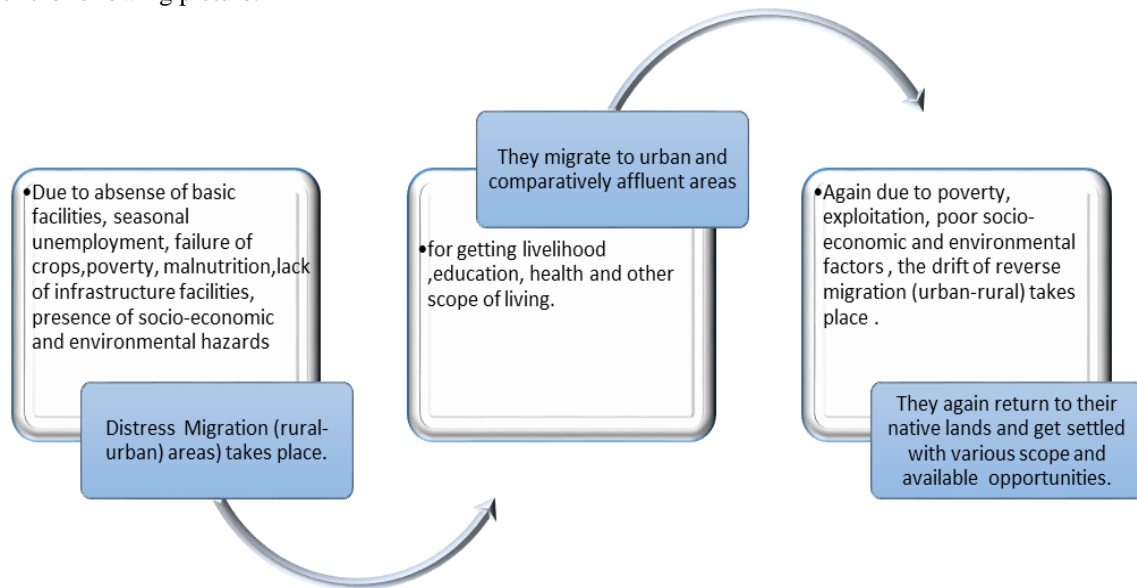 •Due to absense of basic
facilities, seasonal
unemployment, failure of
crops,poverty, malnutrition,lack
of infrastructure facilities,
presence of socio-economic
and environmental hazards
Distress Migration (rural-
urban) areas) takes place.
They migrate to urban and
comparatively affluent areas
•for getting livelihood
,education, health and other
scope of living.
•Again due to poverty,
exploitation, poor socio-
economic and environmental
factors , the drift of reverse
migration (urban-rural) takes
place .
They again return to their
native lands and get settled
with various scope and
available opportunities.